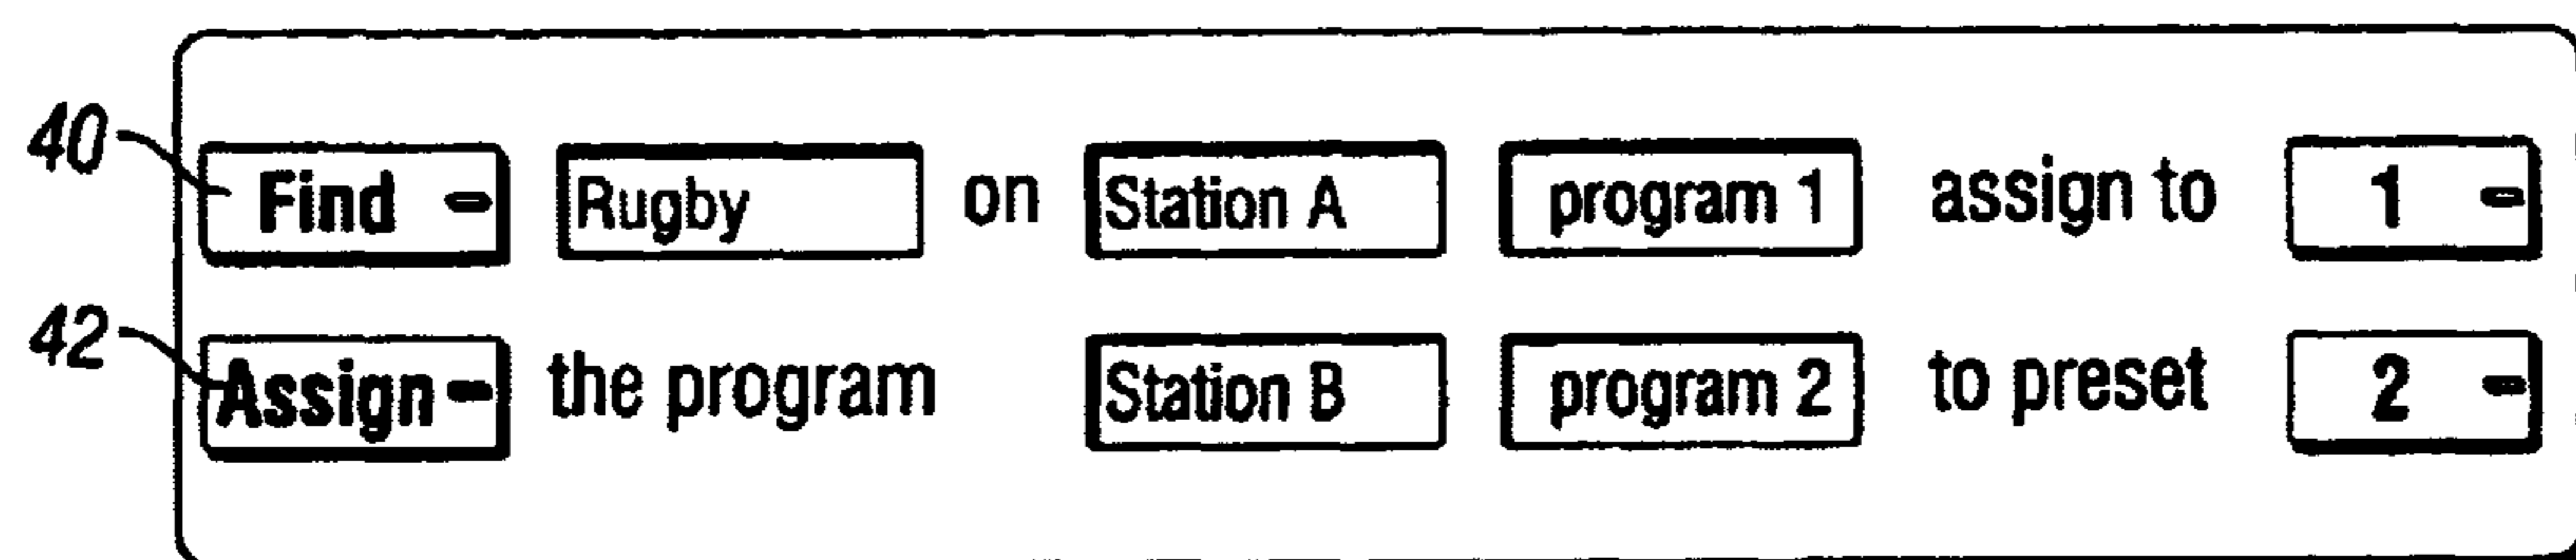 40 Find - Rugby on Station A program 1 assign to 1 -
42 Assign - the program Station B program 2 to preset 2 -